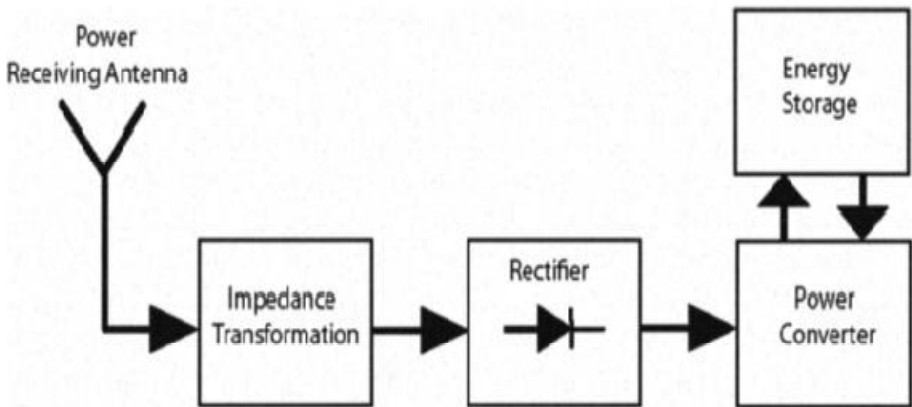 Power
Receiving Antenna
Impedance
Transformation
Rectifier
Power
Converter
Energy
Storage